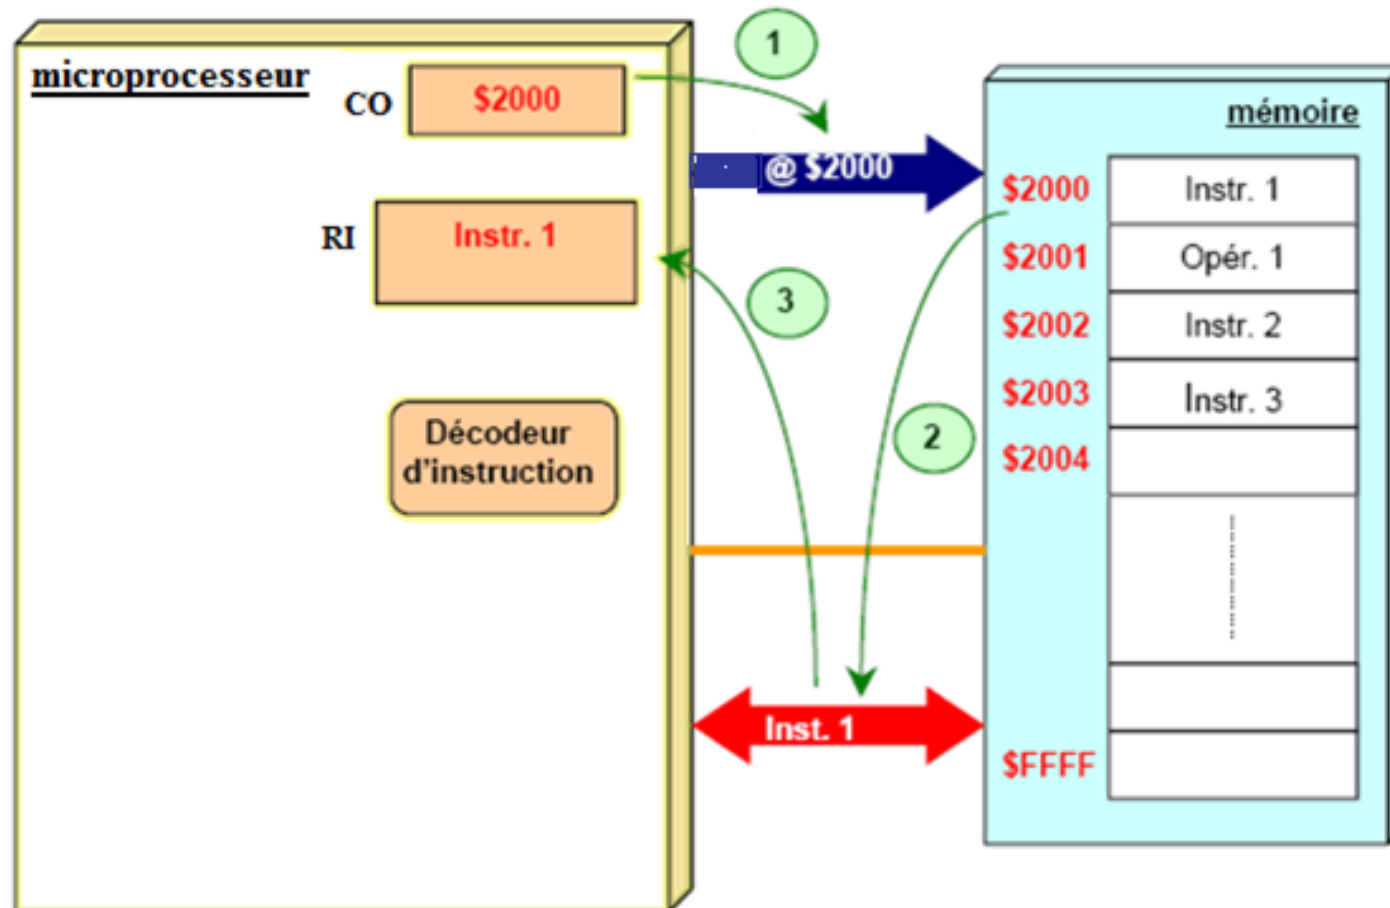 microprocesseur
CO
$2000
1
@ $2000
RI
Instr. 1
3
Décodeur
d'instruction
2
Inst. 1
mémoire
$2000 Instr. 1
$2001 Opér. 1
$2002 Instr. 2
$2003 Instr. 3
$2004
$FFFF